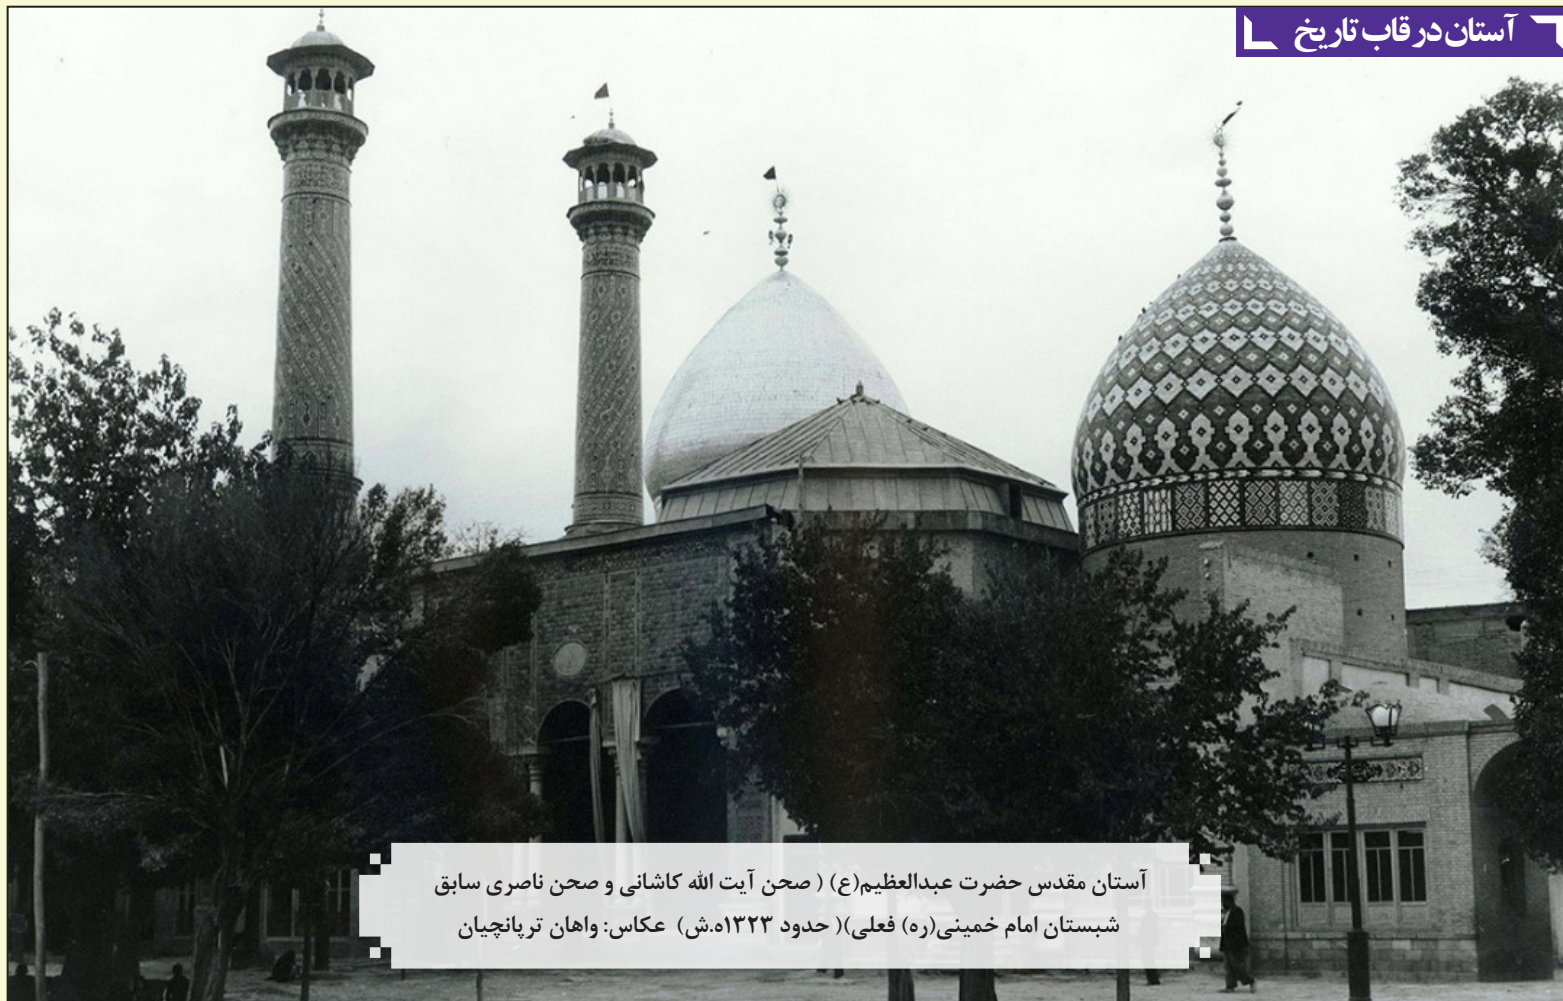 آستان در قاب تاریخ
آستان مقدس حضرت عبدالعظیم(ع) ( صحن آیت الله کاشانی و صحن ناصری سابق
شبستان امام خمینی(ره) فعلی)( حدود ۱۳۲۳ه.ش) عکاس: واهان ترپانچیان